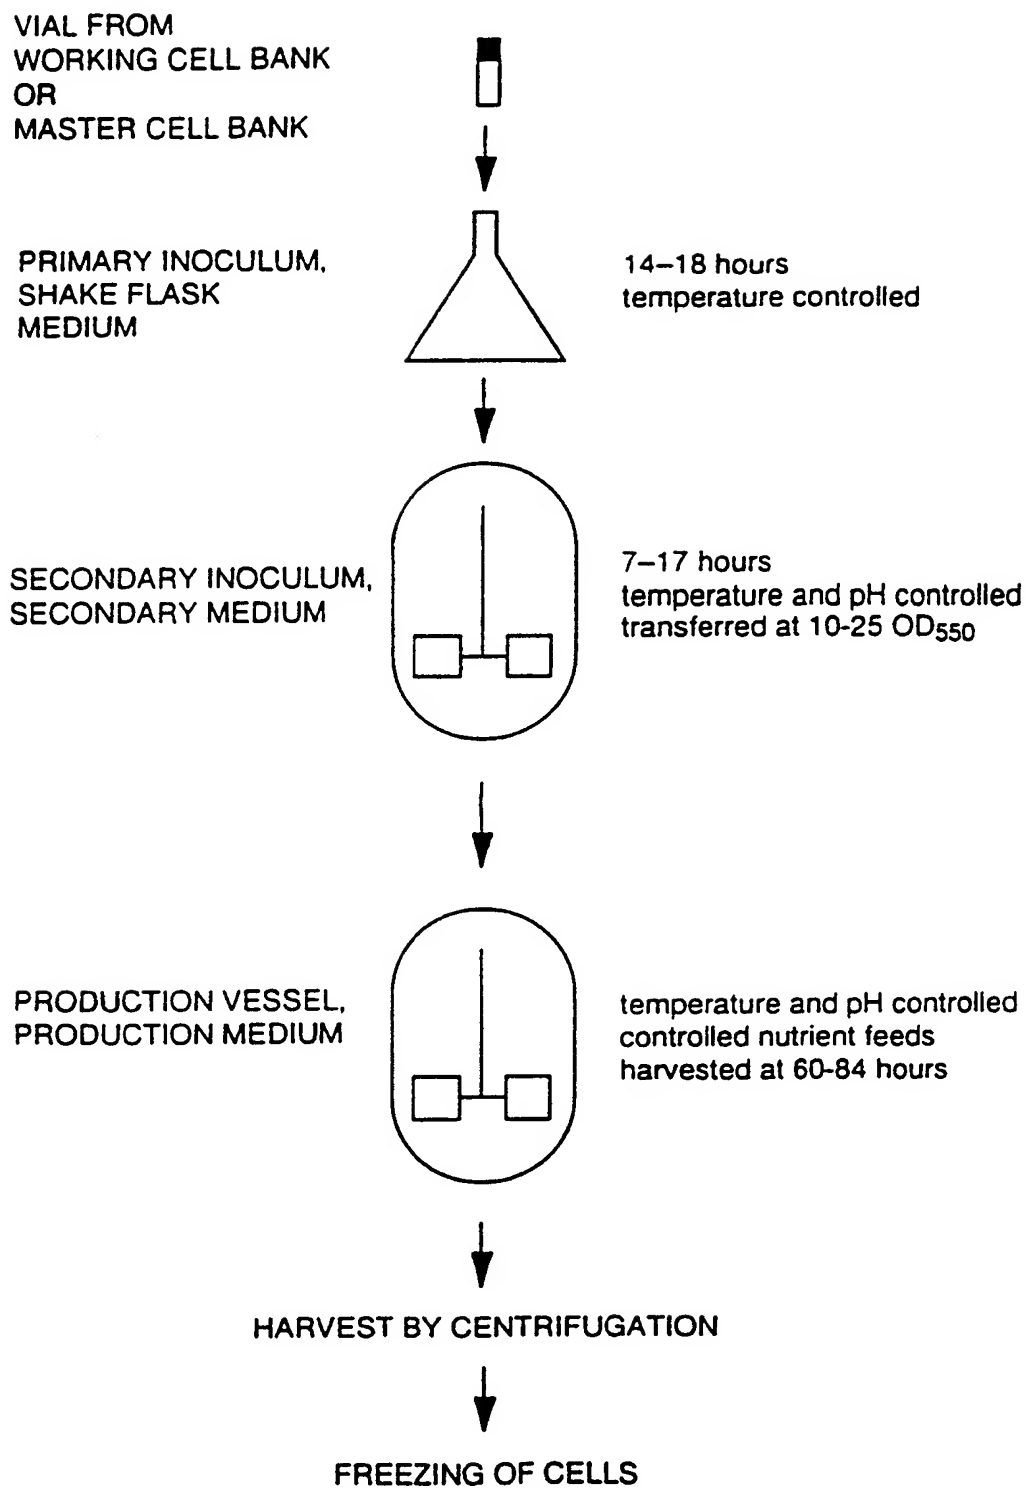 VIAL FROM
WORKING CELL BANK
OR
MASTER CELL BANK
PRIMARY INOCULUM,
SHAKE FLASK
MEDIUM
14–18 hours
temperature controlled
SECONDARY INOCULUM,
SECONDARY MEDIUM
7–17 hours
temperature and pH controlled
transferred at 10-25 OD550
PRODUCTION VESSEL,
PRODUCTION MEDIUM
temperature and pH controlled
controlled nutrient feeds
harvested at 60-84 hours
HARVEST BY CENTRIFUGATION
FREEZING OF CELLS